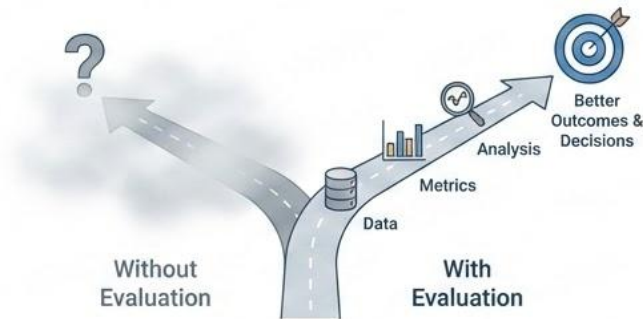 ?
Better
Outcomes &
Decisions
Analysis
Metrics
Data
Without
Evaluation
With
Evaluation